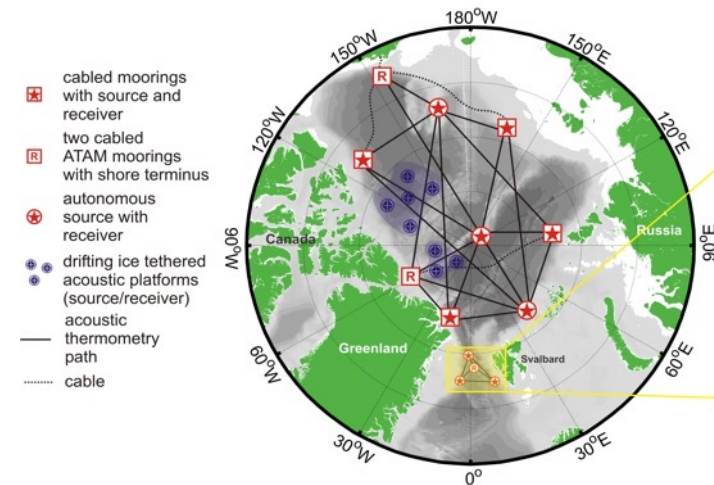 cabled moorings
with source and
receiver
R
two cabled
ATAM moorings
with shore terminus
autonomous
source with
receiver
drifting ice tethered
acoustic platforms
(source/receiver)
acoustic
thermometry
path
cable
180°W
150°W
150°E
120°W
120°E
90°W
90°E
60°W
60°E
30°W
30°E
0°
R
R
Canada
Russia
Greenland
Svalbard
R